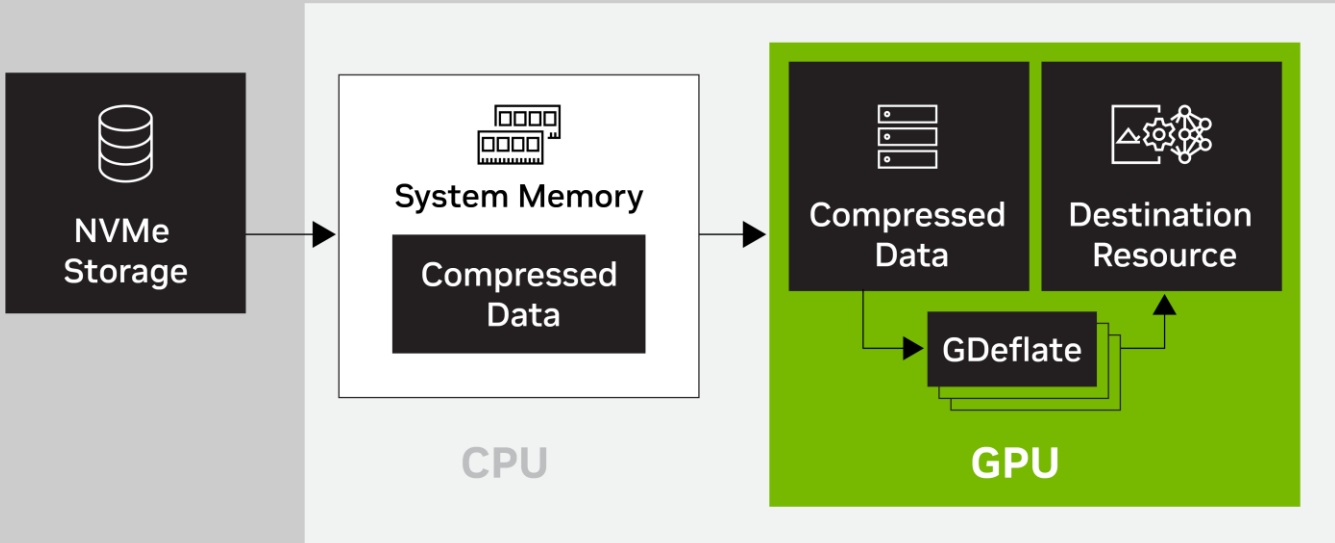 NVMe
Storage
System Memory
Compressed
Data
CPU
Compressed
Data
Destination
Resource
GDeflate
GPU